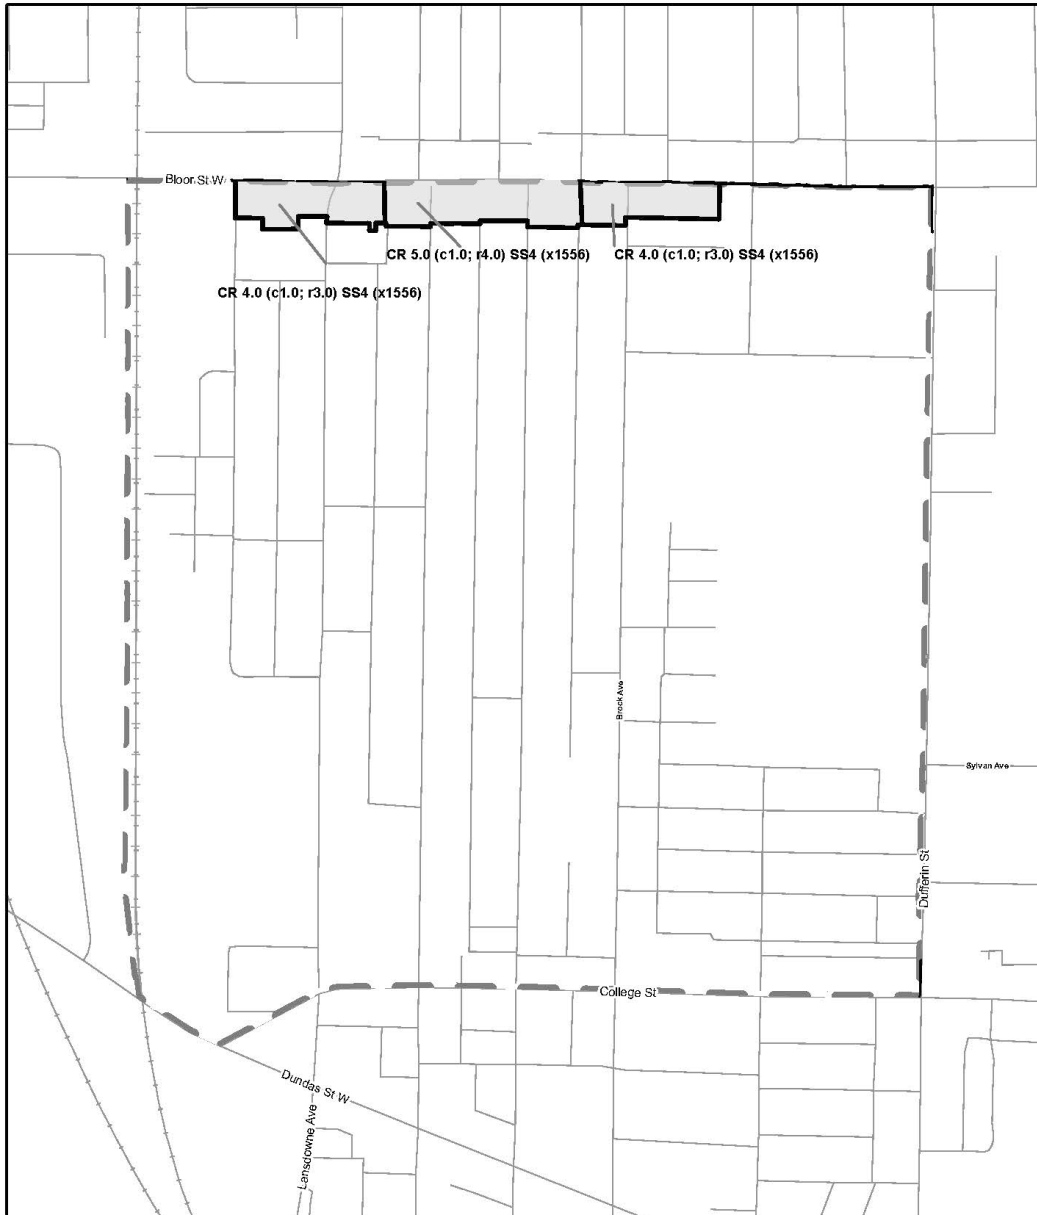 Bloor St W
CR 5.0 (c1.0; r4.0) SS4 (x1556)
CR 4.0 (c1.0; r3.0) SS4 (x1556)
CR 4.0 (c1.0; r3.0) SS4 (x1556)
Brock Ave
Sylvan Ave
Dufferin St
College St
Dundas St W
Lansdowne Ave